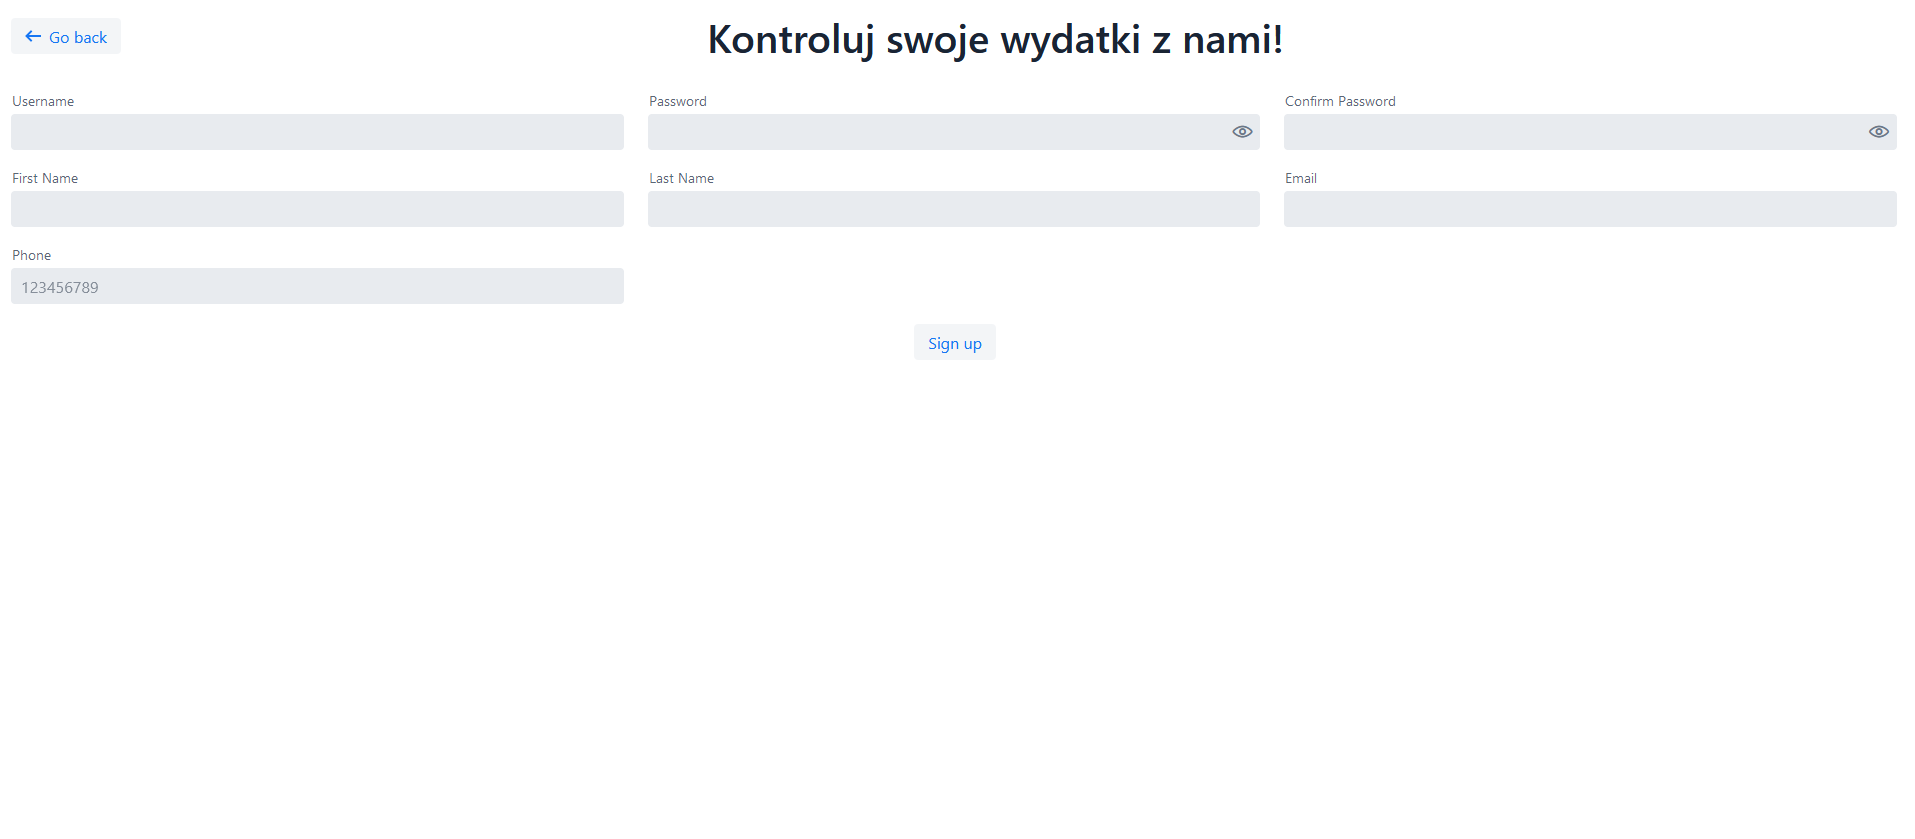 Go back
Kontroluj swoje wydatki z nami!
Username
Password
Confirm Password
First Name
Last Name
Email
Phone
123456789
Sign up